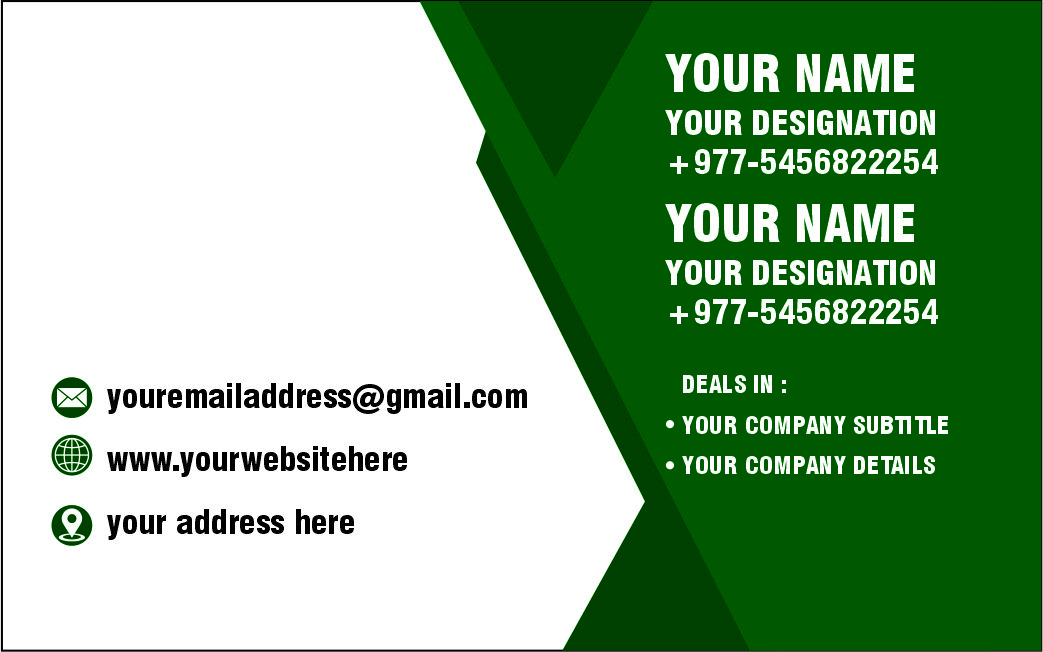 YOUR NAME
YOUR DESIGNATION
+977-5456822254
YOUR NAME
YOUR DESIGNATION
+977-5456822254
DEALS IN :
• YOUR COMPANY SUBTITLE
• YOUR COMPANY DETAILS
youremailaddress@gmail.com
www.yourwebsitehere
your address here